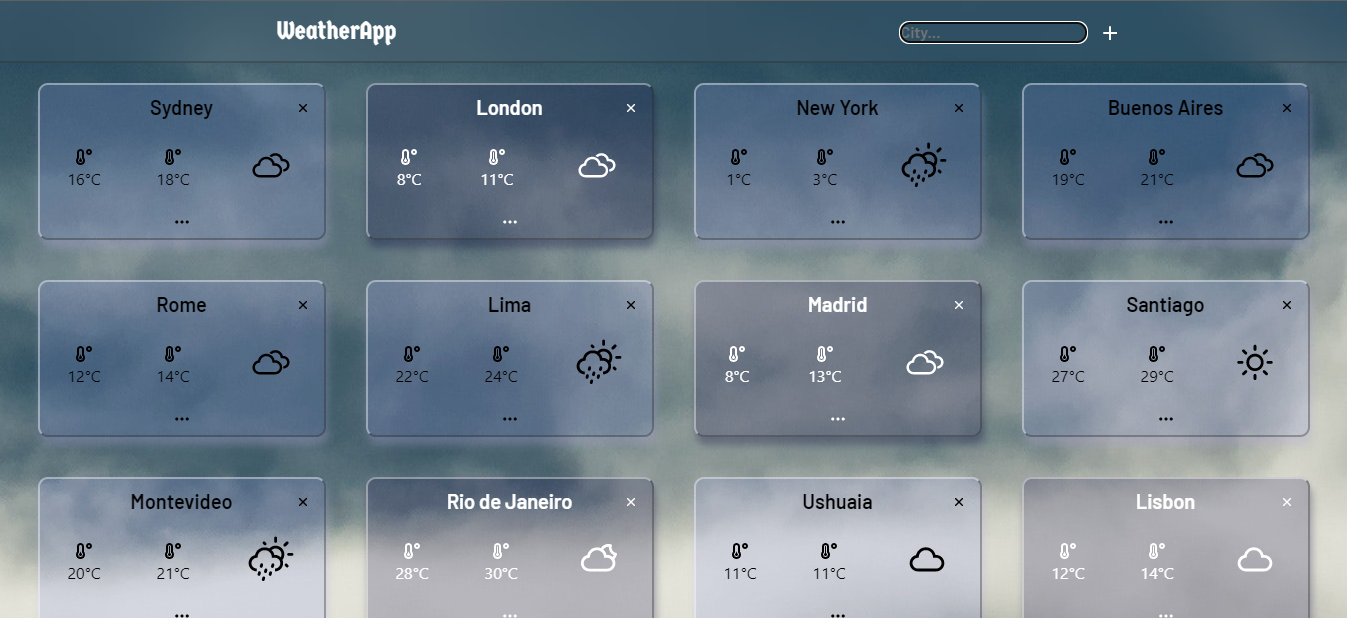 WeatherApp
City...
Sydney ×
16°C 18°C
...
London ×
8°C 11°C
...
New York ×
1°C 3°C
...
Buenos Aires ×
19°C 21°C
...
Rome ×
12°C 14°C
...
Lima ×
22°C 24°C
...
Madrid ×
8°C 13°C
...
Santiago ×
27°C 29°C
...
Montevideo ×
20°C 21°C
...
Rio de Janeiro ×
28°C 30°C
...
Ushuaia ×
11°C 11°C
...
Lisbon ×
12°C 14°C
...